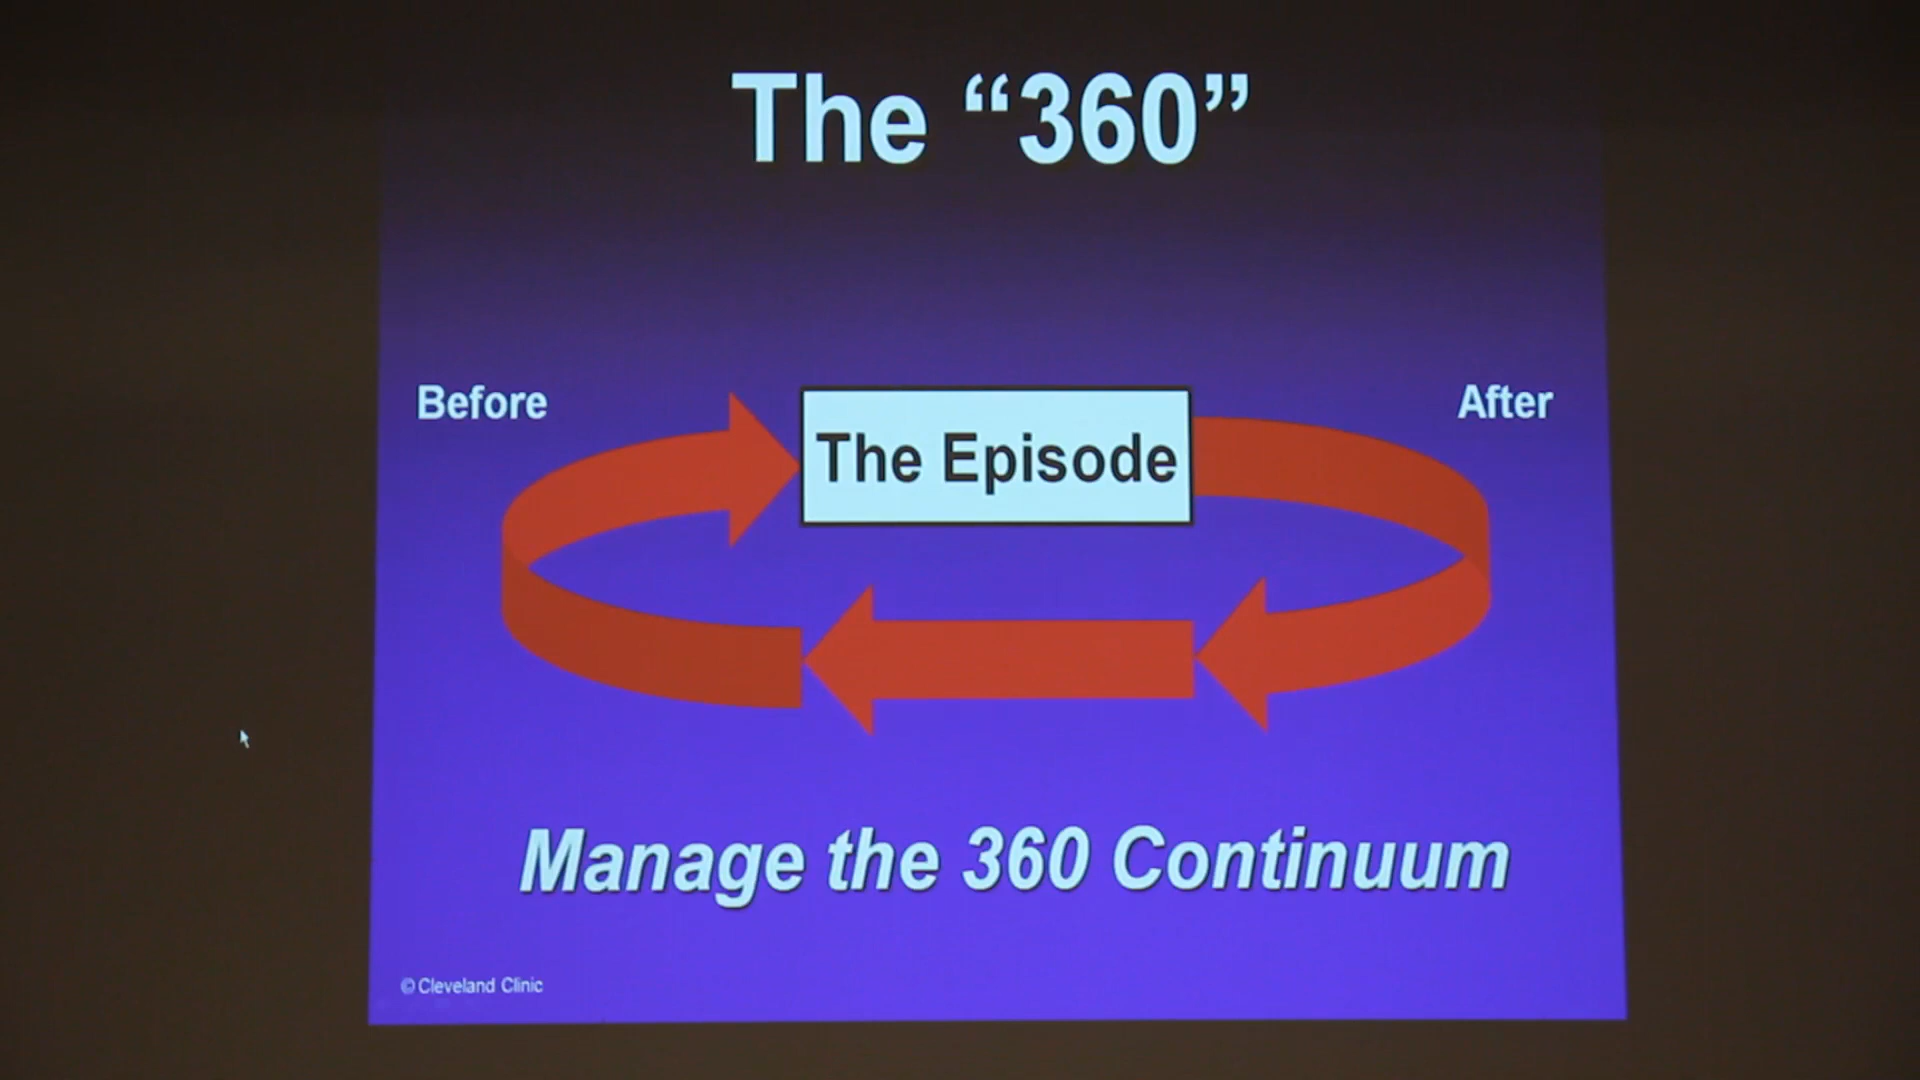 The “360”
Before
After
The Episode
Manage the 360 Continuum
© Cleveland Clinic